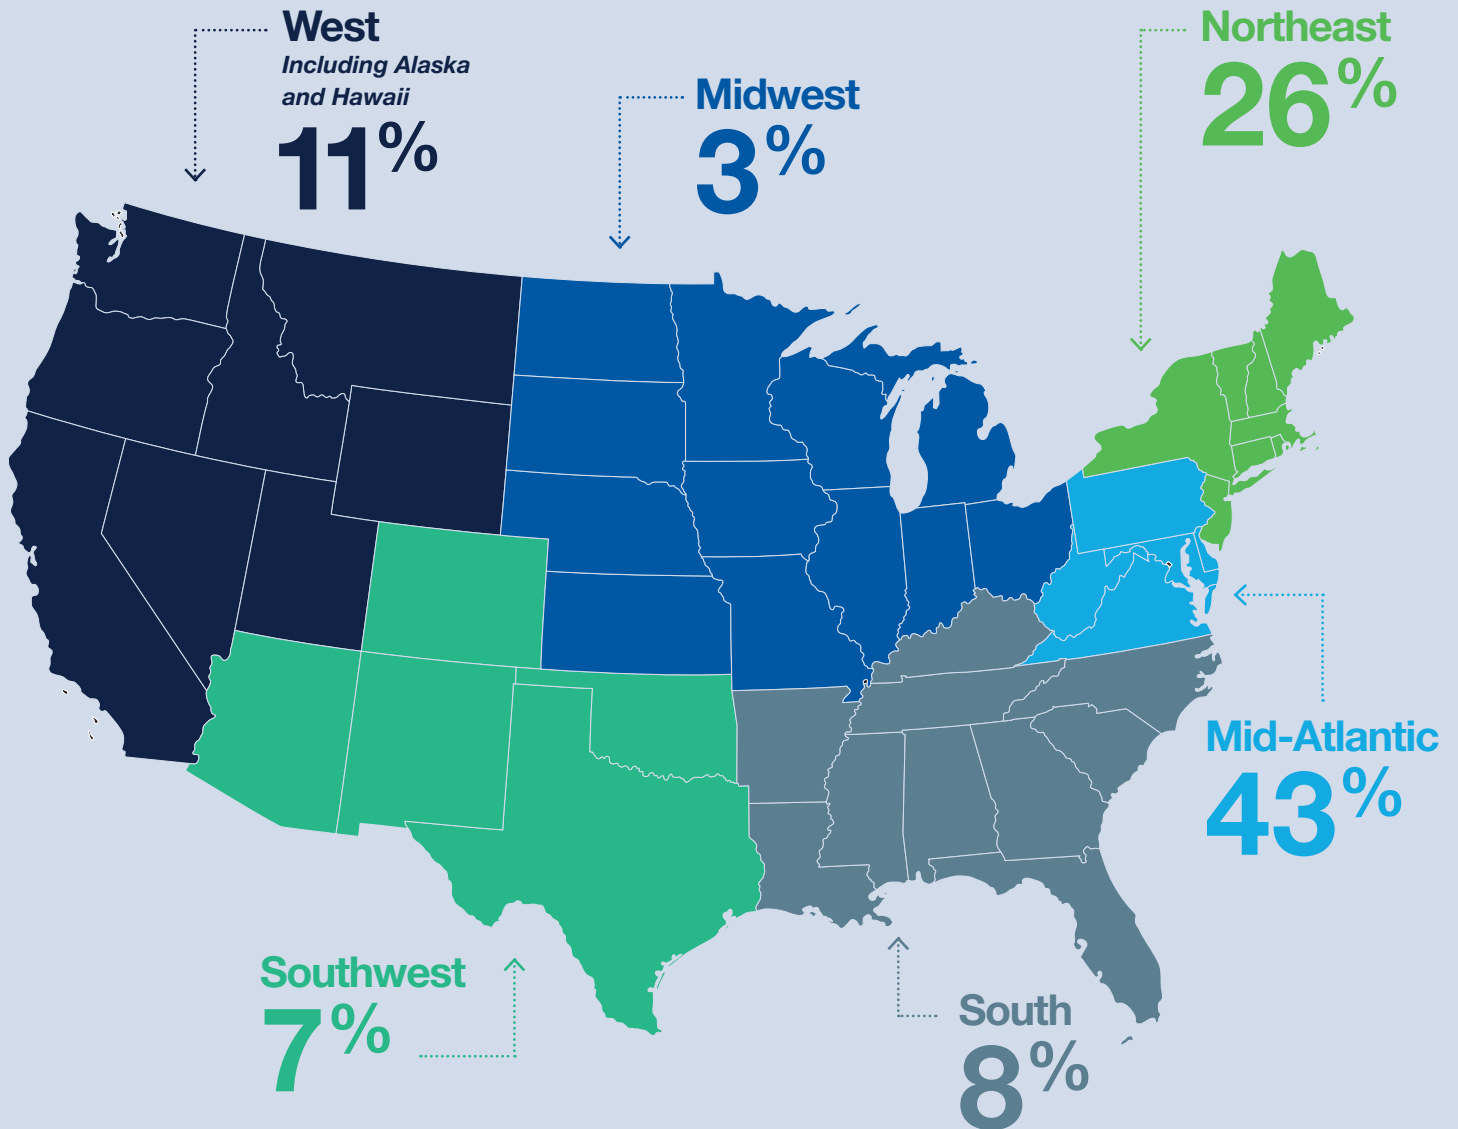 West
Including Alaska
and Hawaii
11%
Midwest
3%
Northeast
26%
Mid-Atlantic
43%
Southwest
7%
South
8%